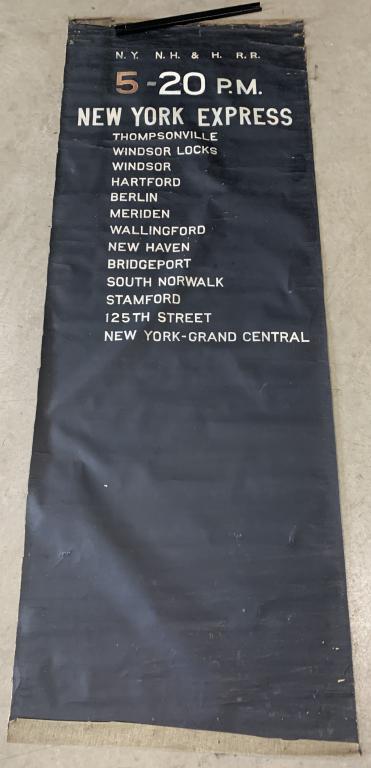 N.Y. N.H. & H. R.R.
5-20 P.M.
NEW YORK EXPRESS
THOMPSONVILLE
WINDSOR LOCKS
WINDSOR
HARTFORD
BERLIN
MERIDEN
WALLINGFORD
NEW HAVEN
BRIDGEPORT
SOUTH NORWALK
STAMFORD
125TH STREET
NEW YORK-GRAND CENTRAL